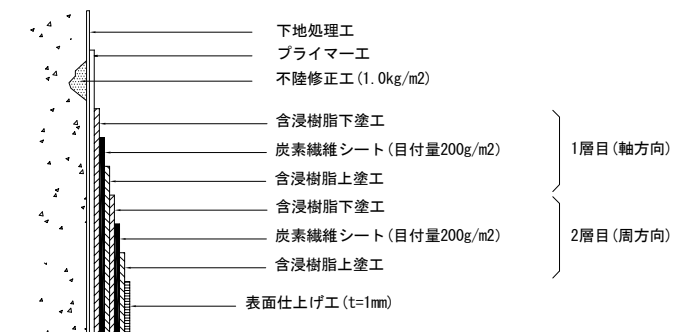 下地処理工
プライマー工
不陸修正工(1.0kg/m2)
含浸樹脂下塗工
炭素繊維シート(目付量200g/m2)
含浸樹脂上塗工
1層目(軸方向)
含浸樹脂下塗工
炭素繊維シート(目付量200g/m2)
含浸樹脂上塗工
2層目(周方向)
表面仕上げ工(t=1mm)